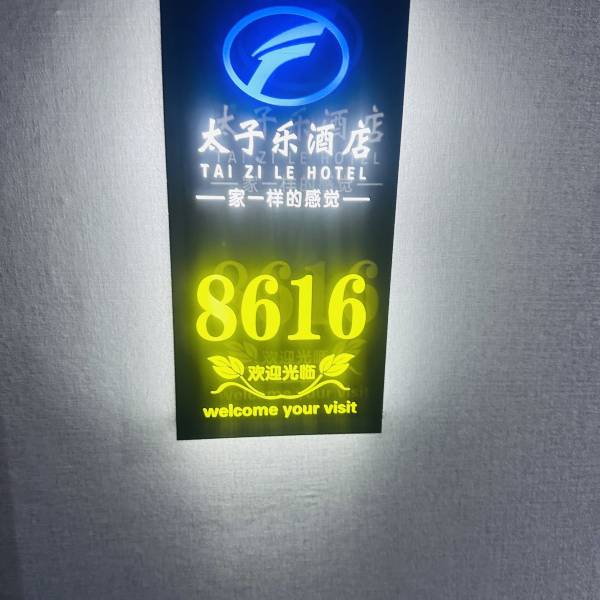 太子乐酒店
TAI ZI LE HOTEL
家一样的感觉
8616
欢迎光临
welcome your visit